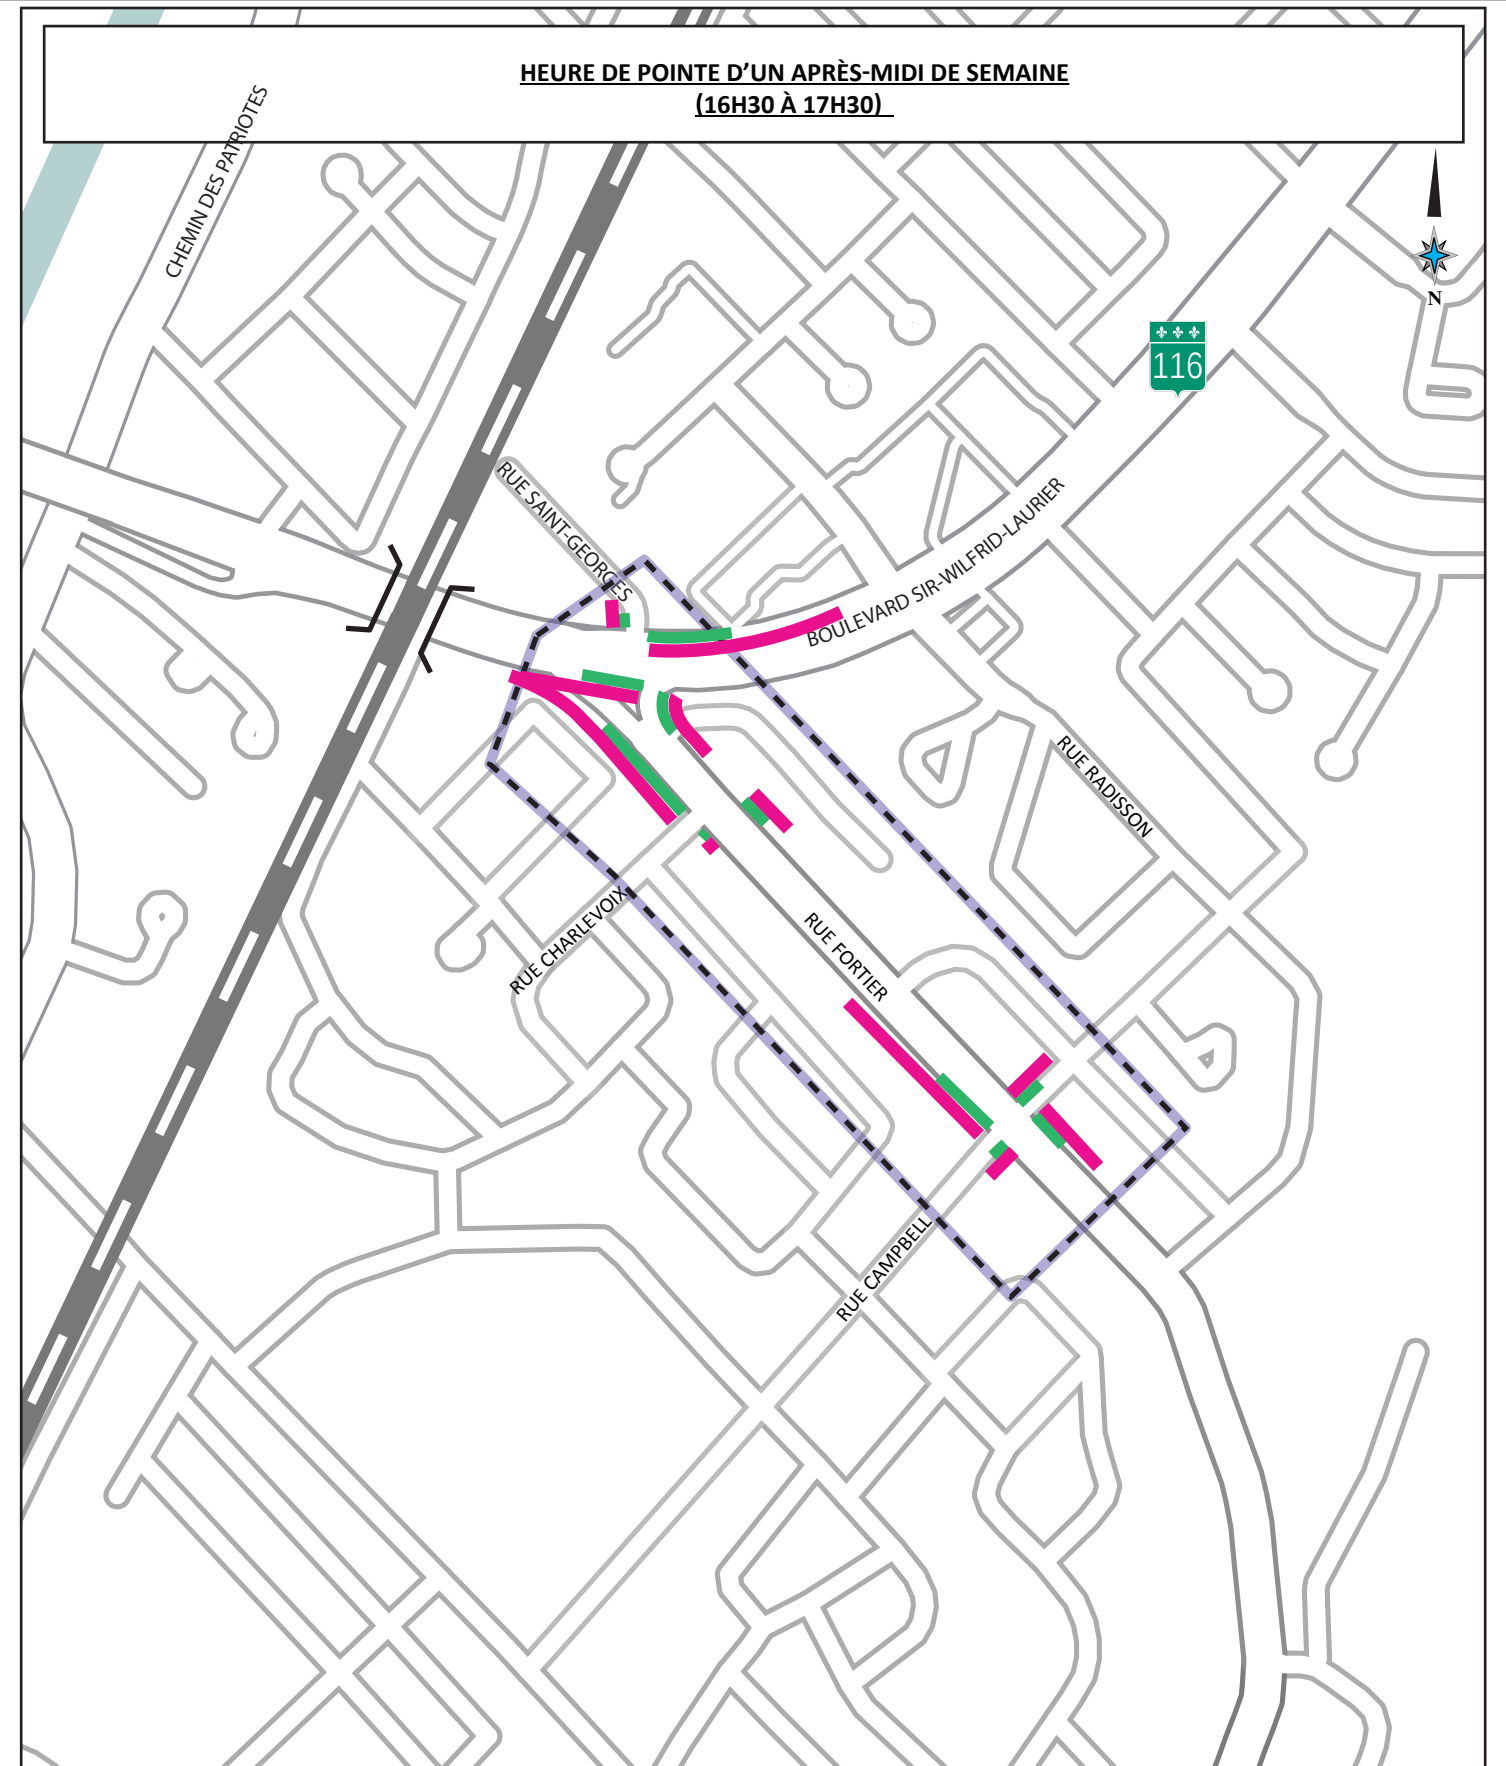 HEURE DE POINTE D’UN APRÈS-MIDI DE SEMAINE
(16H30 À 17H30)
CHEMIN DES PATRIOTES
N
116
RUE SAINT-GEORGES
BOULEVARD SIR-WILFRID-LAURIER
RUE RADISSON
RUE CHARLEVOIX
RUE FORTIER
RUE CAMPBELL